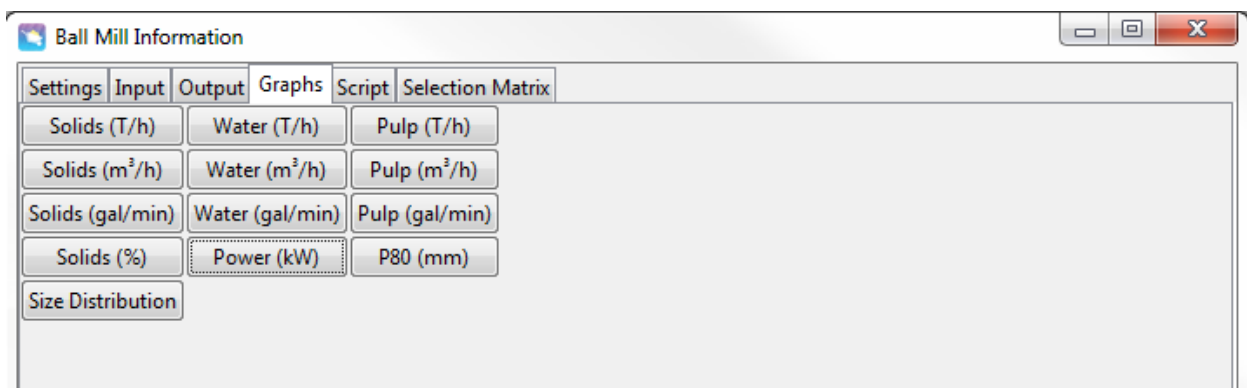 Ball Mill Information
Settings Input Output Graphs Script Selection Matrix
Solids (T/h) Water (T/h) Pulp (T/h)
Solids (m³/h) Water (m³/h) Pulp (m³/h)
Solids (gal/min) Water (gal/min) Pulp (gal/min)
Solids (%) Power (kW) P80 (mm)
Size Distribution